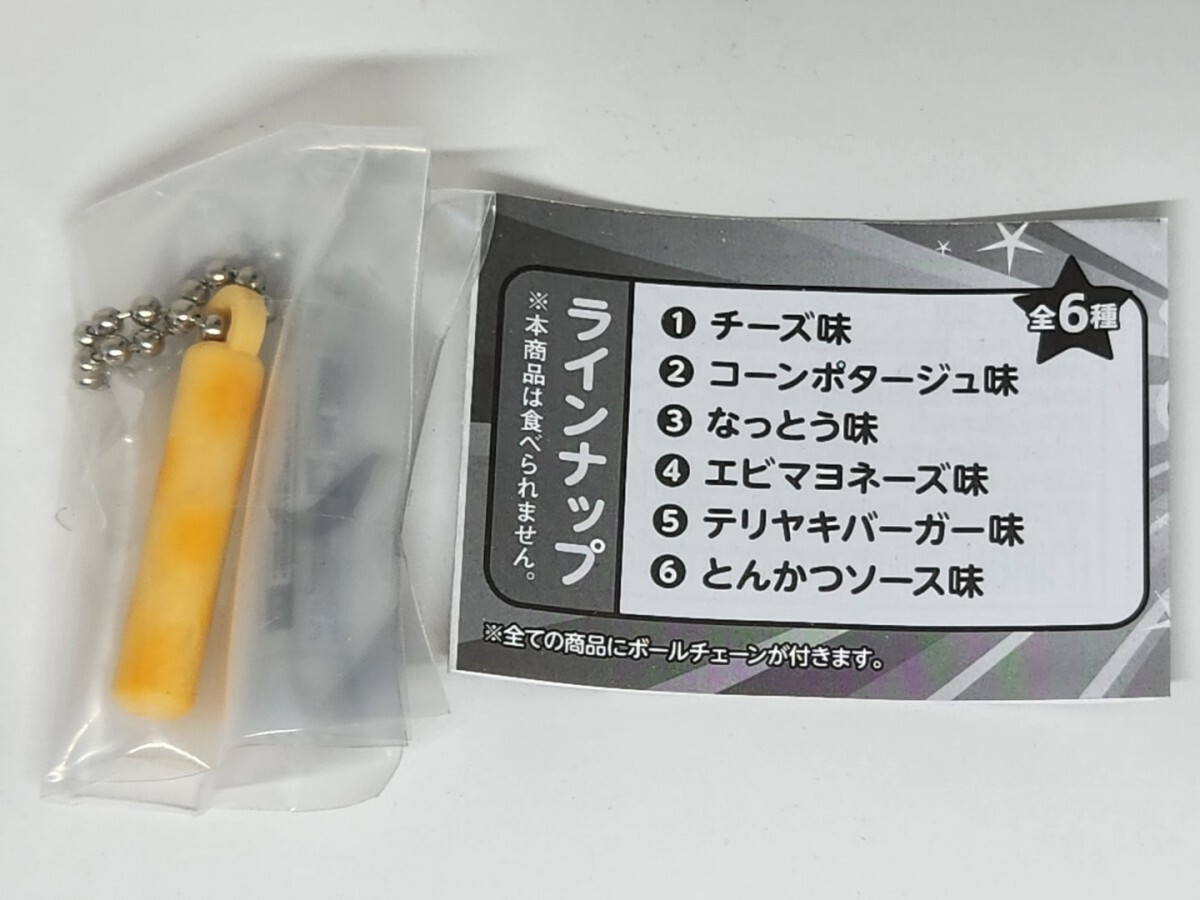 ラインナップ
※本商品は食べられません。
❶ チーズ味
❷ コーンポタージュ味
❸ なっとう味
❹ エビマヨネーズ味
❺ テリヤキバーガー味
❻ とんかつソース味
全6種
※全ての商品にボールチェーンが付きます。